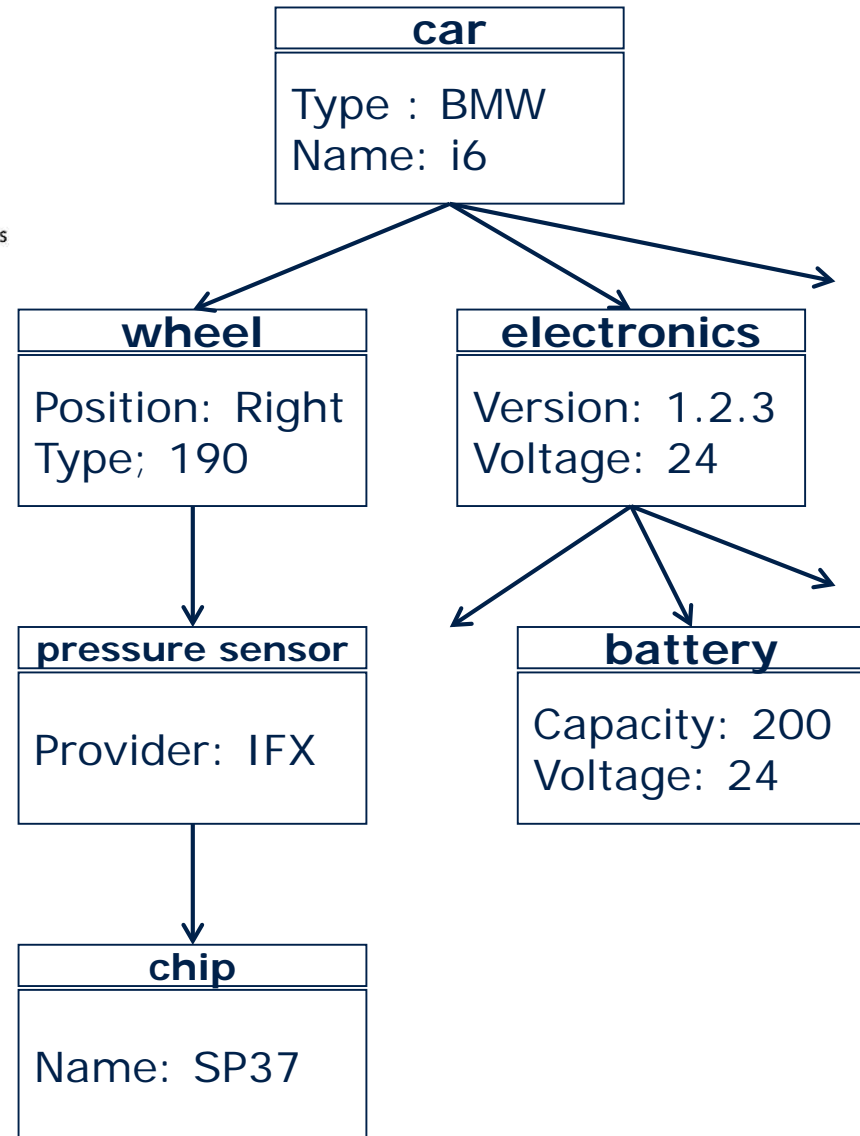 car
Type : BMW
Name: i6
s
wheel
Position: Right
Type; 190
electronics
Version: 1.2.3
Voltage: 24
pressure sensor
Provider: IFX
battery
Capacity: 200
Voltage: 24
chip
Name: SP37